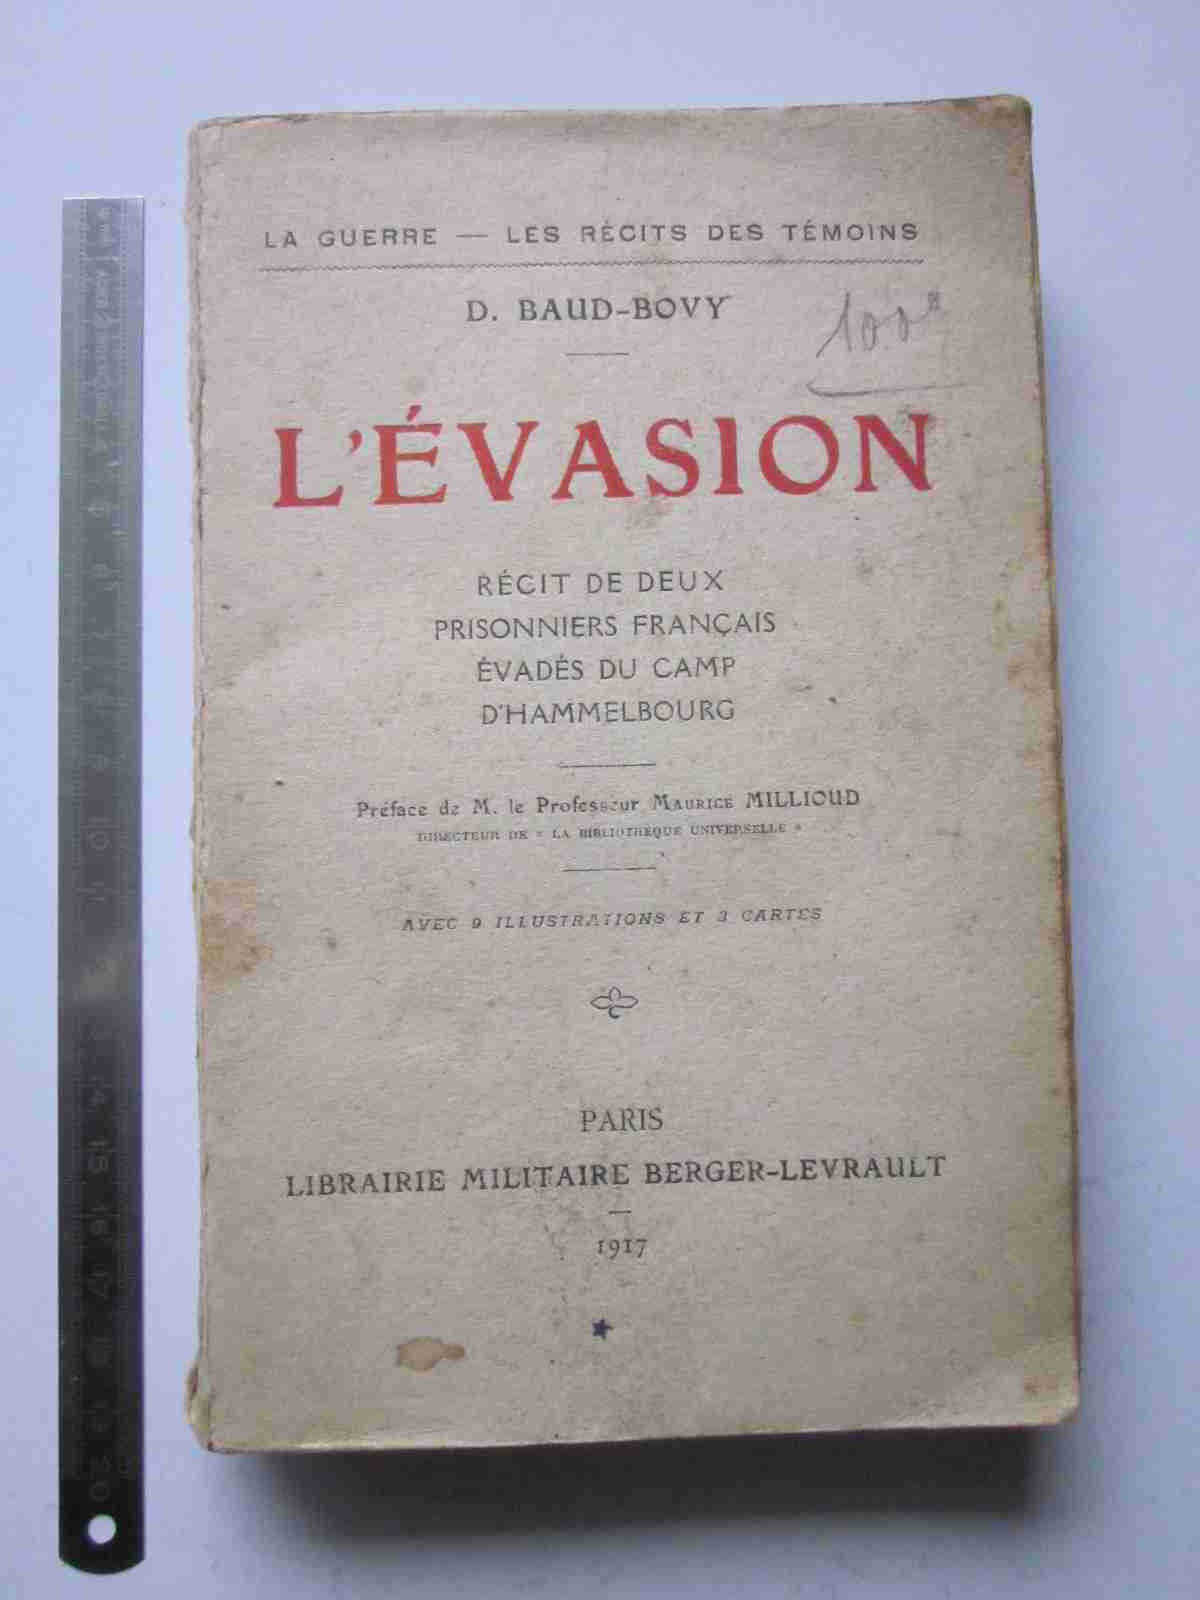 LA GUERRE — LES RÉCITS DES TÉMOINS
D. BAUD-BOVY
L'ÉVASION
RÉCIT DE DEUX
PRISONNIERS FRANÇAIS
ÉVADÉS DU CAMP
D'HAMMELBOURG
Préface de M. le Professeur MAURICE MILLIOUD
DIRECTEUR DE " LA BIBLIOTHÈQUE UNIVERSELLE "
AVEC 9 ILLUSTRATIONS ET 3 CARTES
PARIS
LIBRAIRIE MILITAIRE BERGER-LEVRAULT
1917